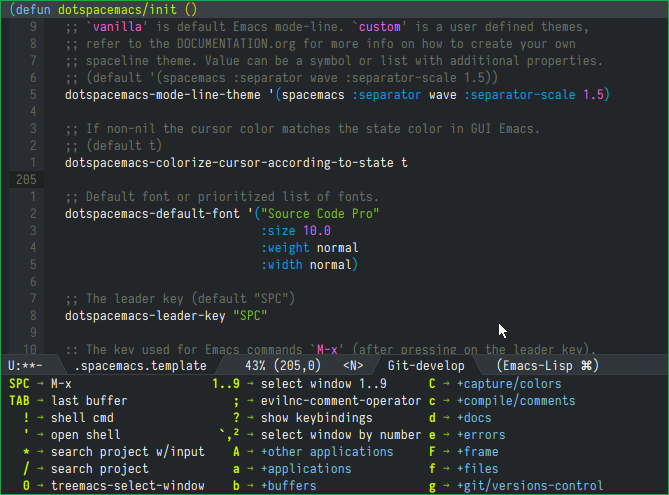 (defun dotspacemacs/init ()
9 ;; `vanilla' is default Emacs mode-line. `custom' is a user defined themes,
8 ;; refer to the DOCUMENTATION.org for more info on how to create your own
7 ;; spaceline theme. Value can be a symbol or list with additional properties.
6 ;; (default '(spacemacs :separator wave :separator-scale 1.5))
5 dotspacemacs-mode-line-theme '(spacemacs :separator wave :separator-scale 1.5)
4
3 ;; If non-nil the cursor color matches the state color in GUI Emacs.
2 ;; (default t)
1 dotspacemacs-colorize-cursor-according-to-state t
205
1 ;; Default font or prioritized list of fonts.
2 dotspacemacs-default-font '("Source Code Pro"
3 :size 10.0
4 :weight normal
5 :width normal)
6
7 ;; The leader key (default "SPC")
8 dotspacemacs-leader-key "SPC"
9
10 ;; The key used for Emacs commands `M-x' (after pressing on the leader key).
U:**- .spacemacs.template 43% (205,0) <N> Git-develop (Emacs-Lisp ⌘)
SPC → M-x 1..9 → select window 1..9 C → +capture/colors
TAB → last buffer ; → evilnc-comment-operator c → +compile/comments
! → shell cmd ? → show keybindings d → +docs
' → open shell `,² → select window by number e → +errors
* → search project w/input A → +other applications F → +frame
/ → search project a → +applications f → +files
0 → treemacs-select-window b → +buffers g → +git/versions-control